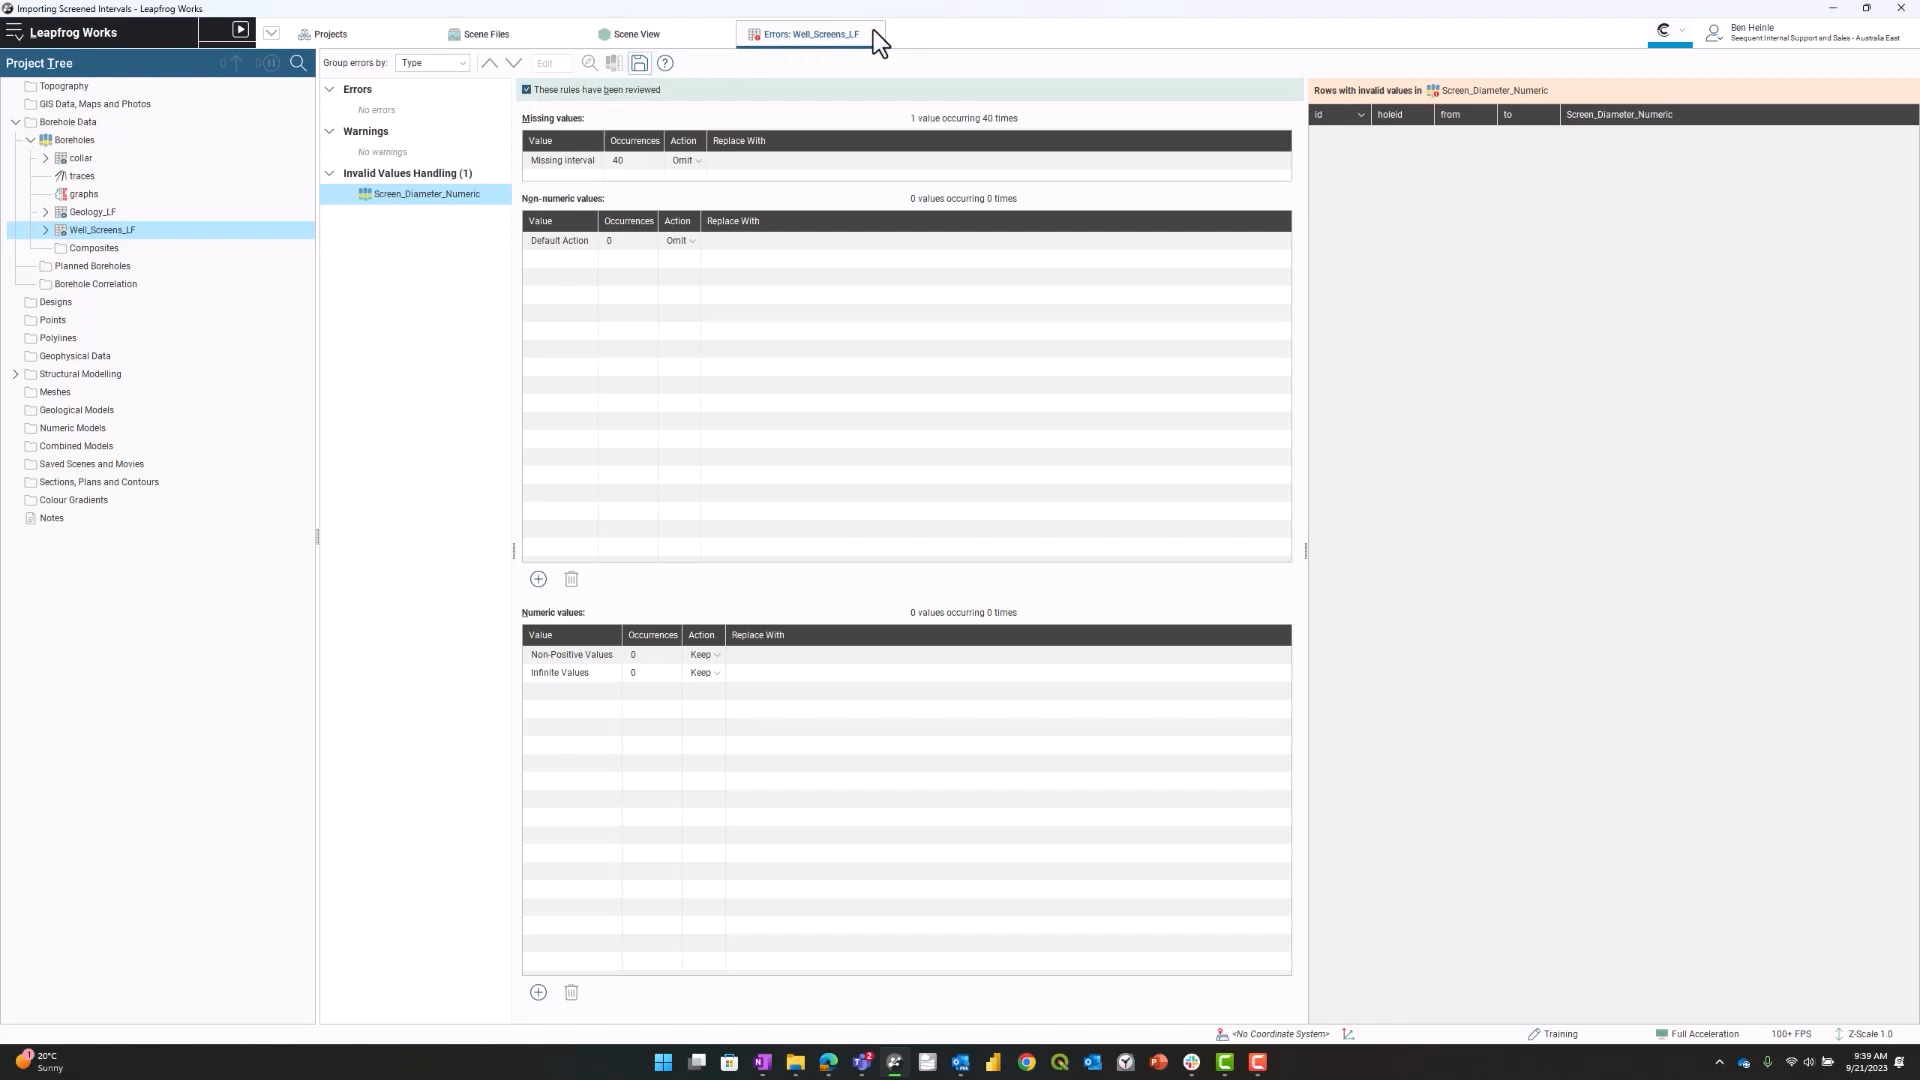 Importing Screened Intervals - Leapfrog Works
Leapfrog Works
Projects
Scene Files
Scene View
Errors: Well_Screens_LF
Ben Heinle
Seequent Internal Support and Sales - Australia East
Project Tree
Group errors by:
Type
Edit
Topography
GIS Data, Maps and Photos
Borehole Data
Boreholes
collar
traces
graphs
Geology_LF
Well_Screens_LF
Composites
Planned Boreholes
Borehole Correlation
Designs
Points
Polylines
Geophysical Data
Structural Modelling
Meshes
Geological Models
Numeric Models
Combined Models
Saved Scenes and Movies
Sections, Plans and Contours
Colour Gradients
Notes
Errors
No errors
Warnings
No warnings
Invalid Values Handling (1)
Screen_Diameter_Numeric
These rules have been reviewed
Missing values: 1 value occurring 40 times
Value Occurrences Action Replace With
Missing interval 40 Omit
Non-numeric values: 0 values occurring 0 times
Value Occurrences Action Replace With
Default Action 0 Omit
Numeric values: 0 values occurring 0 times
Value Occurrences Action Replace With
Non-Positive Values 0 Keep
Infinite Values 0 Keep
Rows with invalid values in Screen_Diameter_Numeric
id holeid from to Screen_Diameter_Numeric
<No Coordinate System>
Training
Full Acceleration
100+ FPS
Z-Scale 1.0
1
20°C
Sunny
2
9:39 AM
9/21/2023